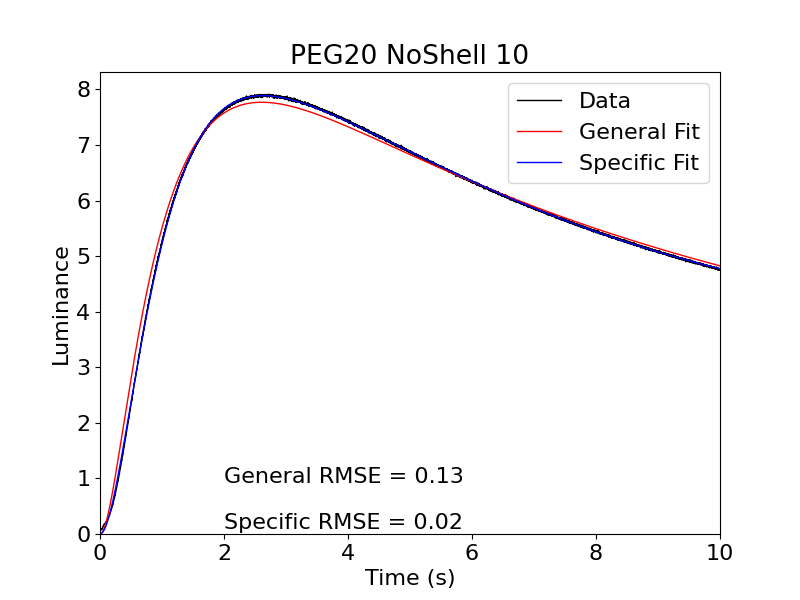 PEG20 NoShell 10
Data
General Fit
Specific Fit
8
7
6
5
4
3
2
1
0
Luminance
General RMSE = 0.13
Specific RMSE = 0.02
0 2 4 6 8 10
Time (s)